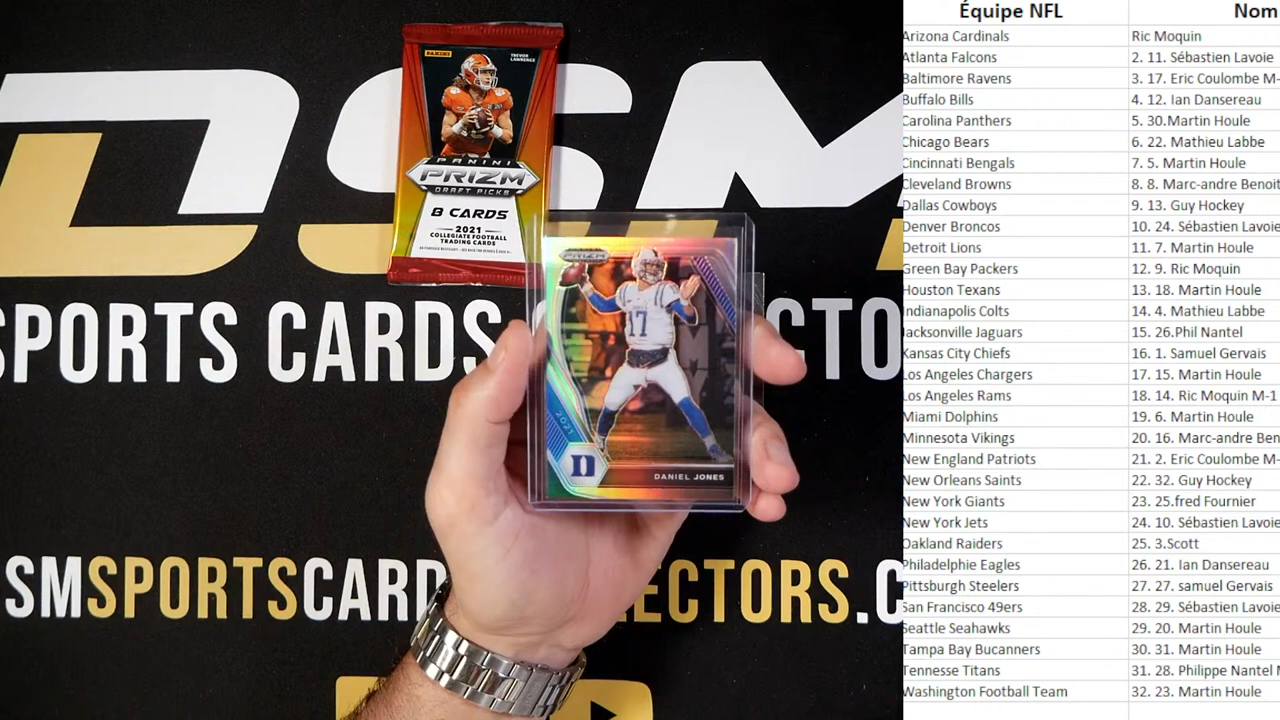 PANINI
TREVOR
LAWRENCE
PANINI
PRIZM
DRAFT PICKS
8 CARDS
2021
COLLEGIATE FOOTBALL
TRADING CARDS
DSM
SPORTS CARDS
SMSPORTSCARD
ECTORS.C
PRIZM
17
2021
D
DANIEL JONES
Équipe NFL Nom
Arizona Cardinals Ric Moquin
Atlanta Falcons 2. 11. Sébastien Lavoie
Baltimore Ravens 3. 17. Eric Coulombe M-
Buffalo Bills 4. 12. Ian Dansereau
Carolina Panthers 5. 30.Martin Houle
Chicago Bears 6. 22. Mathieu Labbe
Cincinnati Bengals 7. 5. Martin Houle
Cleveland Browns 8. 8. Marc-andre Benoit
Dallas Cowboys 9. 13. Guy Hockey
Denver Broncos 10. 24. Sébastien Lavoie
Detroit Lions 11. 7. Martin Houle
Green Bay Packers 12. 9. Ric Moquin
Houston Texans 13. 18. Martin Houle
Indianapolis Colts 14. 4. Mathieu Labbe
Jacksonville Jaguars 15. 26.Phil Nantel
Kansas City Chiefs 16. 1. Samuel Gervais
Los Angeles Chargers 17. 15. Martin Houle
Los Angeles Rams 18. 14. Ric Moquin M-1
Miami Dolphins 19. 6. Martin Houle
Minnesota Vikings 20. 16. Marc-andre Ben
New England Patriots 21. 2. Eric Coulombe M-
New Orleans Saints 22. 32. Guy Hockey
New York Giants 23. 25.fred Fournier
New York Jets 24. 10. Sébastien Lavoie
Oakland Raiders 25. 3.Scott
Philadelphie Eagles 26. 21. Ian Dansereau
Pittsburgh Steelers 27. 27. samuel Gervais
San Francisco 49ers 28. 29. Sébastien Lavoie
Seattle Seahawks 29. 20. Martin Houle
Tampa Bay Bucanners 30. 31. Martin Houle
Tennesse Titans 31. 28. Philippe Nantel M
Washington Football Team 32. 23. Martin Houle